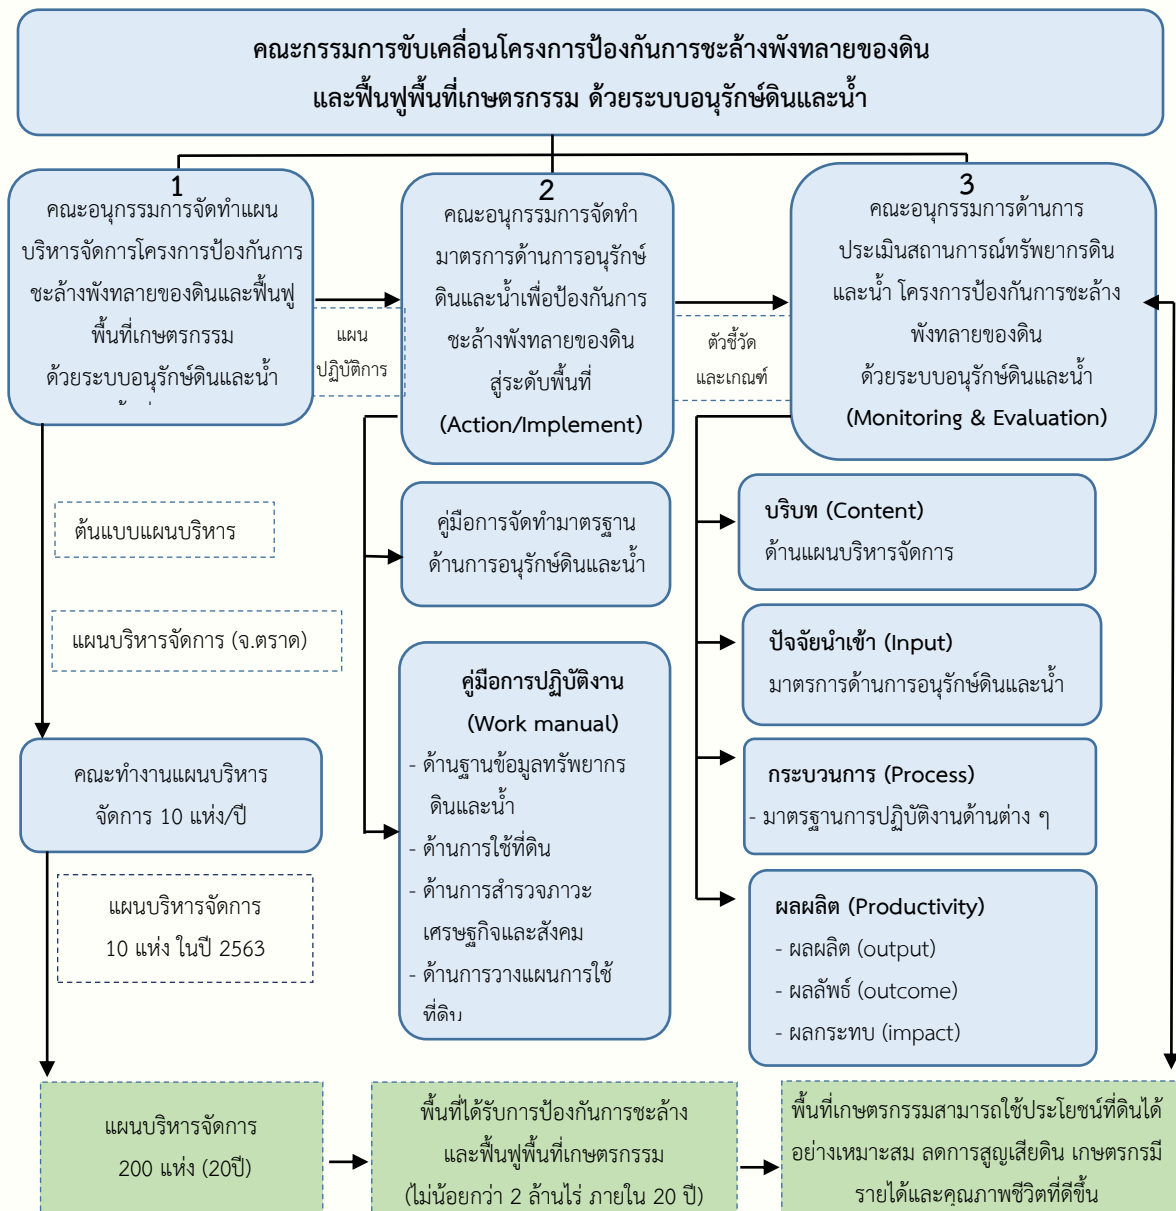 คณะกรรมการขับเคลื่อนโครงการป้องกันการชะล้างพังทลายของดิน
และฟื้นฟูพื้นที่เกษตรกรรม ด้วยระบบอนุรักษ์ดินและน้ำ
1
คณะอนุกรรมการจัดทำแผน
บริหารจัดการโครงการป้องกันการ
ชะล้างพังทลายของดินและฟื้นฟู
พื้นที่เกษตรกรรม
ด้วยระบบอนุรักษ์ดินและน้ำ
แผน
ปฏิบัติการ
2
คณะอนุกรรมการจัดทำ
มาตรการด้านการอนุรักษ์
ดินและน้ำเพื่อป้องกันการ
ชะล้างพังทลายของดิน
สู่ระดับพื้นที่
(Action/Implement)
ตัวชี้วัด
และเกณฑ์
3
คณะอนุกรรมการด้านการ
ประเมินสถานการณ์ทรัพยากรดิน
และน้ำ โครงการป้องกันการชะล้าง
พังทลายของดิน
ด้วยระบบอนุรักษ์ดินและน้ำ
(Monitoring & Evaluation)
ต้นแบบแผนบริหาร
แผนบริหารจัดการ (จ.ตราด)
คณะทำงานแผนบริหาร
จัดการ 10 แห่ง/ปี
แผนบริหารจัดการ
10 แห่ง ในปี 2563
คู่มือการจัดทำมาตรฐาน
ด้านการอนุรักษ์ดินและน้ำ
คู่มือการปฏิบัติงาน
(Work manual)
- ด้านฐานข้อมูลทรัพยากร
ดินและน้ำ
- ด้านการใช้ที่ดิน
- ด้านการสำรวจภาวะ
เศรษฐกิจและสังคม
- ด้านการวางแผนการใช้
ที่ดิน
บริบท (Content)
ด้านแผนบริหารจัดการ
ปัจจัยนำเข้า (Input)
มาตรการด้านการอนุรักษ์ดินและน้ำ
กระบวนการ (Process)
- มาตรฐานการปฏิบัติงานด้านต่าง ๆ
ผลผลิต (Productivity)
- ผลผลิต (output)
- ผลลัพธ์ (outcome)
- ผลกระทบ (impact)
แผนบริหารจัดการ
200 แห่ง (20ปี)
พื้นที่ได้รับการป้องกันการชะล้าง
และฟื้นฟูพื้นที่เกษตรกรรม
(ไม่น้อยกว่า 2 ล้านไร่ ภายใน 20 ปี)
พื้นที่เกษตรกรรมสามารถใช้ประโยชน์ที่ดินได้
อย่างเหมาะสม ลดการสูญเสียดิน เกษตรกรมี
รายได้และคุณภาพชีวิตที่ดีขึ้น